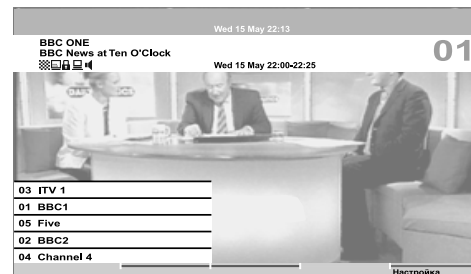 Wed 15 May 22:13
BBC ONE
BBC News at Ten O'Clock
01
Wed 15 May 22:00-22:25
03 ITV 1
01 BBC1
05 Five
02 BBC2
04 Channel 4
Настройка